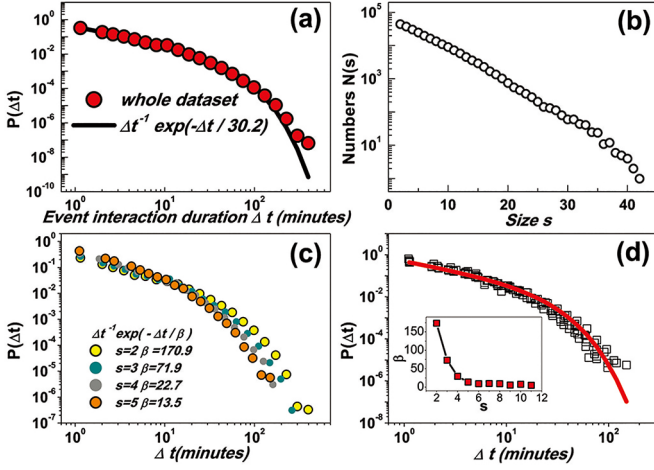 (a)
10^0
10^-2
10^-4
10^-6
10^-8
10^-10
P(Δt)
whole dataset
Δt^-1 exp(-Δt / 30.2)
10^0 10^1 10^2
Event interaction duration Δ t (minutes)
(b)
10^5
10^3
10^1
Numbers N(s)
0 10 20 30 40
Size s
(c)
10^0
10^-1
10^-2
10^-3
10^-4
10^-5
10^-6
10^-7
P(Δt)
Δt^-1 exp( - Δt / β )
s=2 β =170.9
s=3 β=71.9
s=4 β=22.7
s=5 β=13.5
10^0 10^1 10^2
Δ t(minutes)
(d)
10^0
10^-2
10^-4
10^-6
10^-8
P(Δt)
150
100
50
0
β
2 4 6 8 10 12
s
10^0 10^1 10^2
Δ t (minutes)